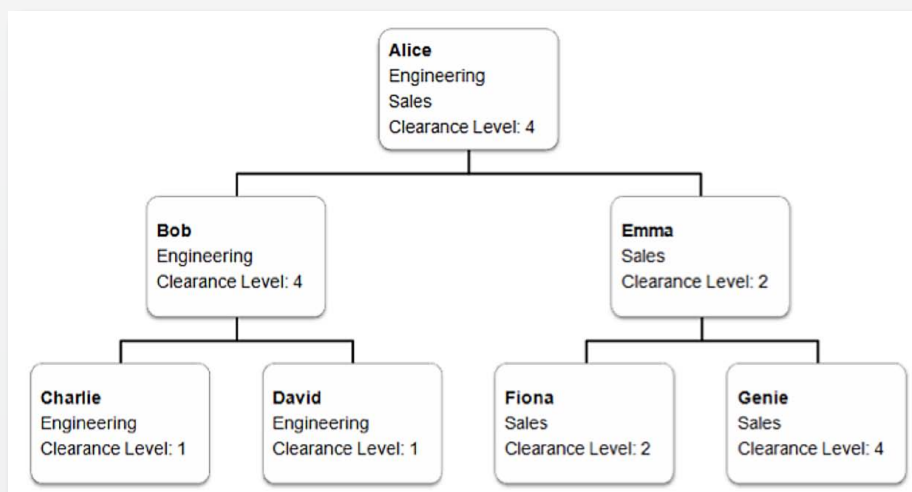 Alice
Engineering
Sales
Clearance Level: 4
Bob
Engineering
Clearance Level: 4
Emma
Sales
Clearance Level: 2
Charlie
Engineering
Clearance Level: 1
David
Engineering
Clearance Level: 1
Fiona
Sales
Clearance Level: 2
Genie
Sales
Clearance Level: 4